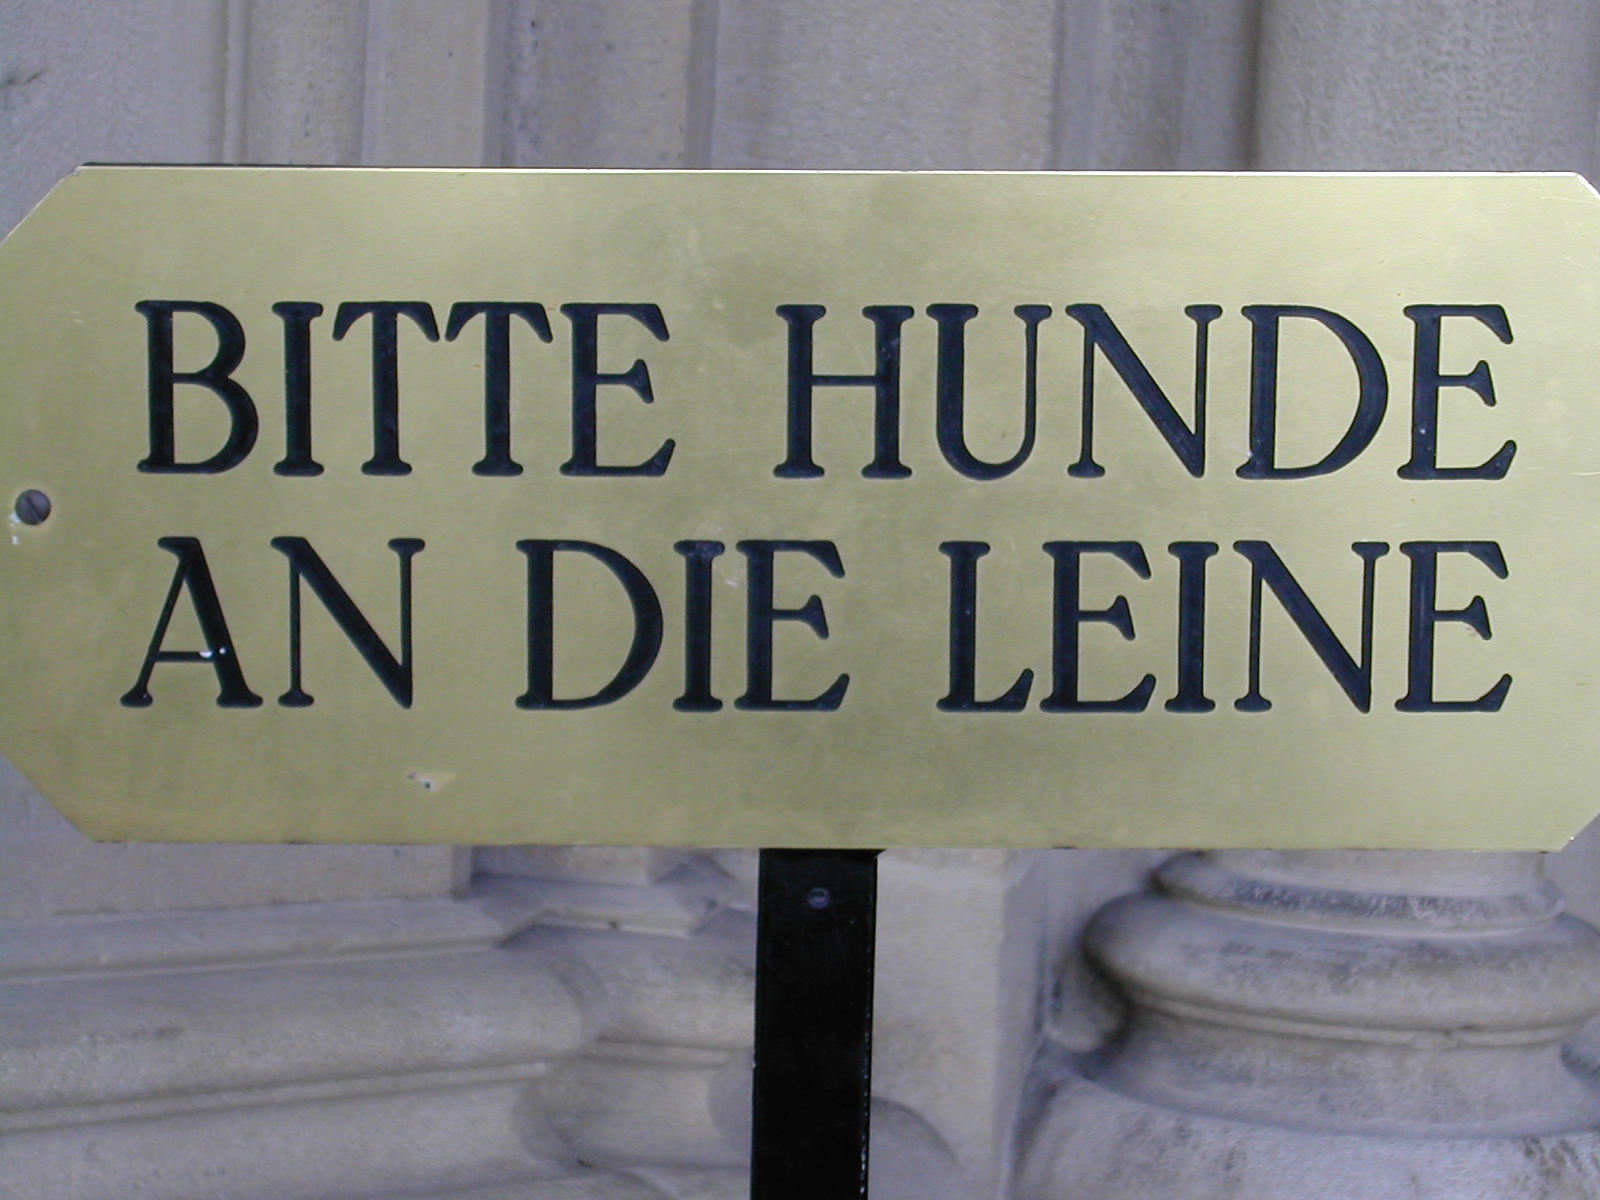 BITTE HUNDE
AN DIE LEINE